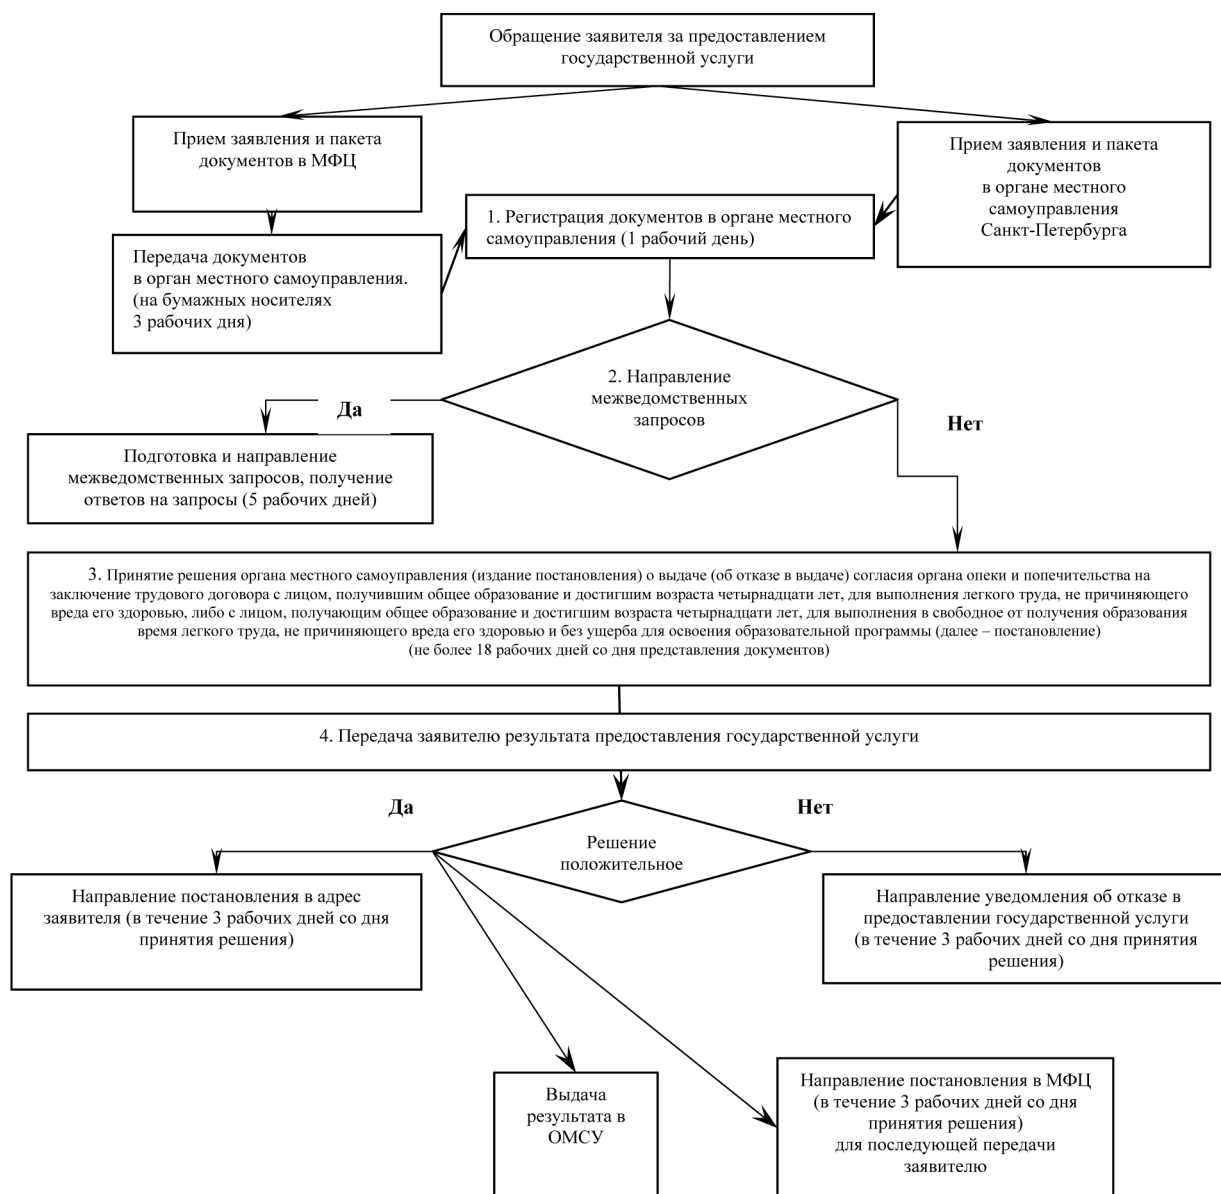 Обращение заявителя за предоставлением
государственной услуги
Прием заявления и пакета
документов в МФЦ
Прием заявления и пакета
документов
в органе местного
самоуправления
Санкт-Петербурга
1. Регистрация документов в органе местного
самоуправления (1 рабочий день)
Передача документов
в орган местного самоуправления.
(на бумажных носителях
3 рабочих дня)
2. Направление
межведомственных
запросов
Да
Нет
Подготовка и направление
межведомственных запросов, получение
ответов на запросы (5 рабочих дней)
3. Принятие решения органа местного самоуправления (издание постановления) о выдаче (об отказе в выдаче) согласия органа опеки и попечительства на
заключение трудового договора с лицом, получившим общее образование и достигшим возраста четырнадцати лет, для выполнения легкого труда, не причиняющего
вреда его здоровью, либо с лицом, получающим общее образование и достигшим возраста четырнадцати лет, для выполнения в свободное от получения образования
время легкого труда, не причиняющего вреда его здоровью и без ущерба для освоения образовательной программы (далее – постановление)
(не более 18 рабочих дней со дня представления документов)
4. Передача заявителю результата предоставления государственной услуги
Да
Нет
Решение
положительное
Направление постановления в адрес
заявителя (в течение 3 рабочих дней со дня
принятия решения)
Направление уведомления об отказе в
предоставлении государственной услуги
(в течение 3 рабочих дней со дня принятия
решения)
Выдача
результата в
ОМСУ
Направление постановления в МФЦ
(в течение 3 рабочих дней со дня
принятия решения)
для последующей передачи
заявителю